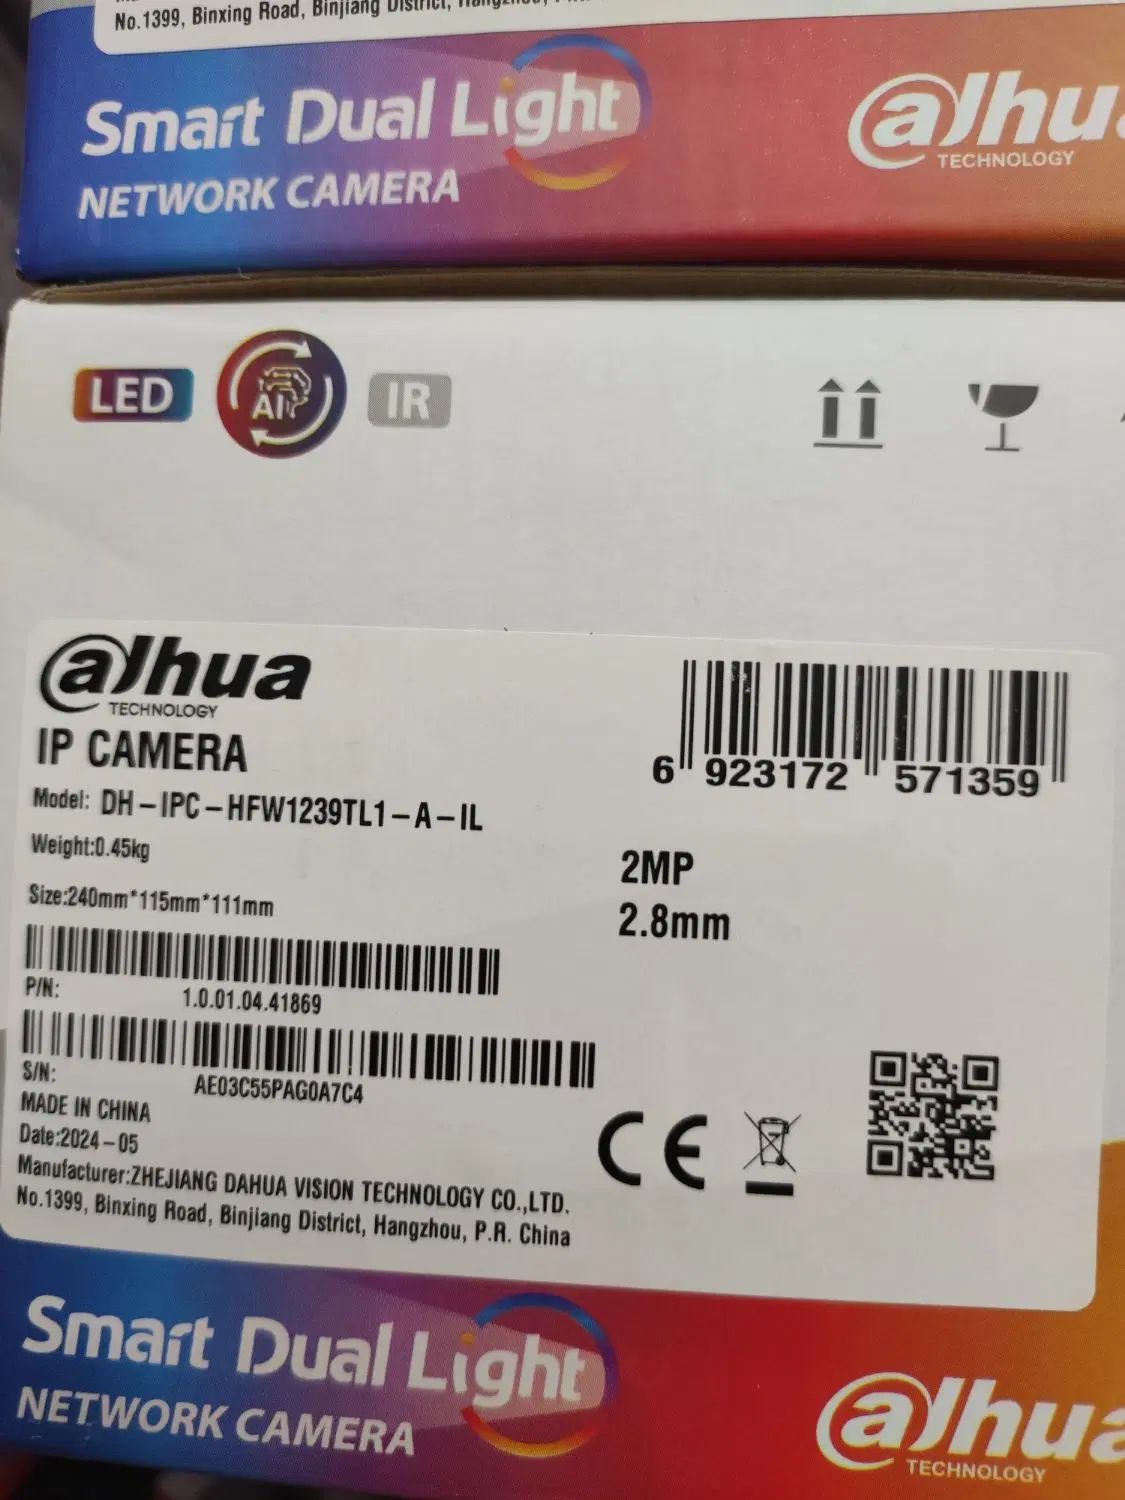 No.1399, Binxing Road, Binjiang District, Hangzhou,
Smart Dual Light
alhua
TECHNOLOGY
NETWORK CAMERA
LED
AI
IR
alhua
TECHNOLOGY
IP CAMERA
Model: DH-IPC-HFW1239TL1-A-IL
Weight:0.45kg
Size:240mm*115mm*111mm
6 923172 571359
2MP
2.8mm
P/N: 1.0.01.04.41869
S/N: AE03C55PAG0A7C4
MADE IN CHINA
Date:2024-05
Manufacturer:ZHEJIANG DAHUA VISION TECHNOLOGY CO.,LTD.
No.1399, Binxing Road, Binjiang District, Hangzhou, P.R. China
CE
Smart Dual Light
NETWORK CAMERA
alhua
TECHNOLOGY